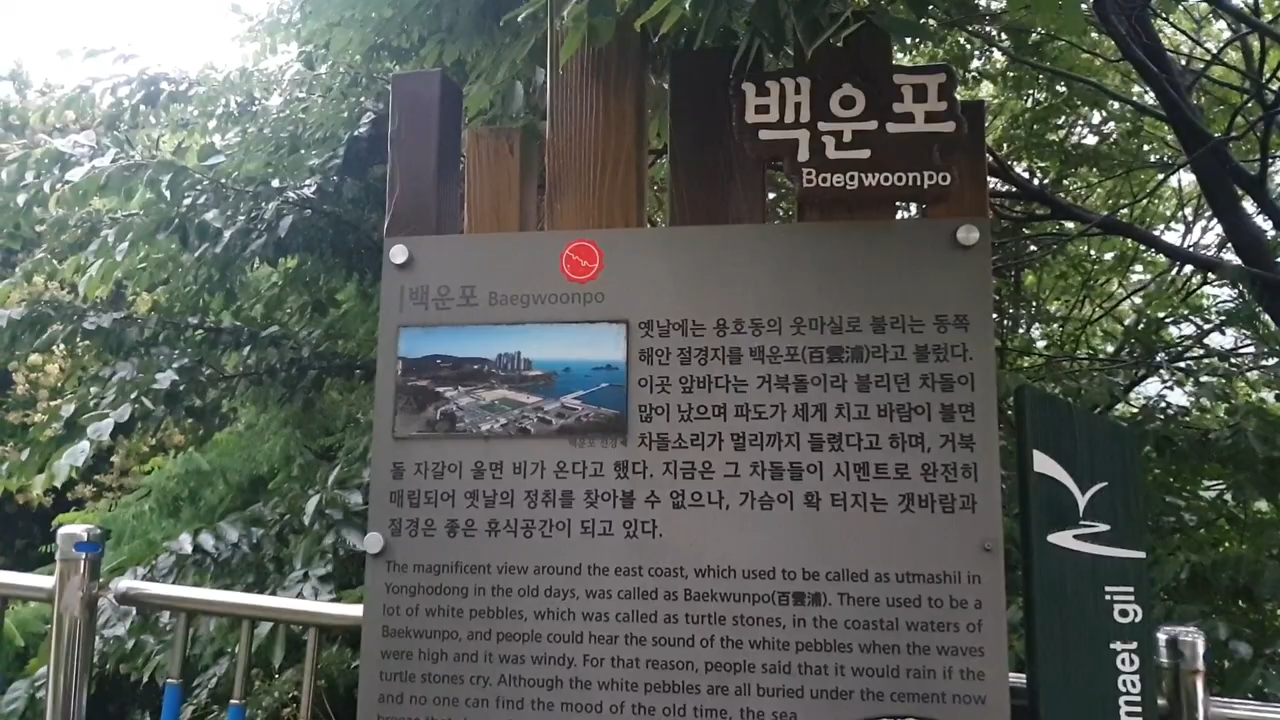 백운포
Baegwoonpo
백운포 Baegwoonpo
옛날에는 용호동의 웃마실로 불리는 동쪽
해안 절경지를 백운포(百雲浦)라고 불렀다.
이곳 앞바다는 거북돌이라 불리던 차돌이
많이 났으며 파도가 세게 치고 바람이 불면
차돌소리가 멀리까지 들렸다고 하며, 거북
백운포 전경
돌 자갈이 울면 비가 온다고 했다. 지금은 그 차돌들이 시멘트로 완전히
매립되어 옛날의 정취를 찾아볼 수 없으나, 가슴이 확 터지는 갯바람과
절경은 좋은 휴식공간이 되고 있다.
The magnificent view around the east coast, which used to be called as utmashil in
Yonghodong in the old days, was called as Baekwunpo(百雲浦). There used to be a
lot of white pebbles, which was called as turtle stones, in the coastal waters of
Baekwunpo, and people could hear the sound of the white pebbles when the waves
were high and it was windy. For that reason, people said that it would rain if the
turtle stones cry. Although the white pebbles are all buried under the cement now
and no one can find the mood of the old time, the sea
maet gil